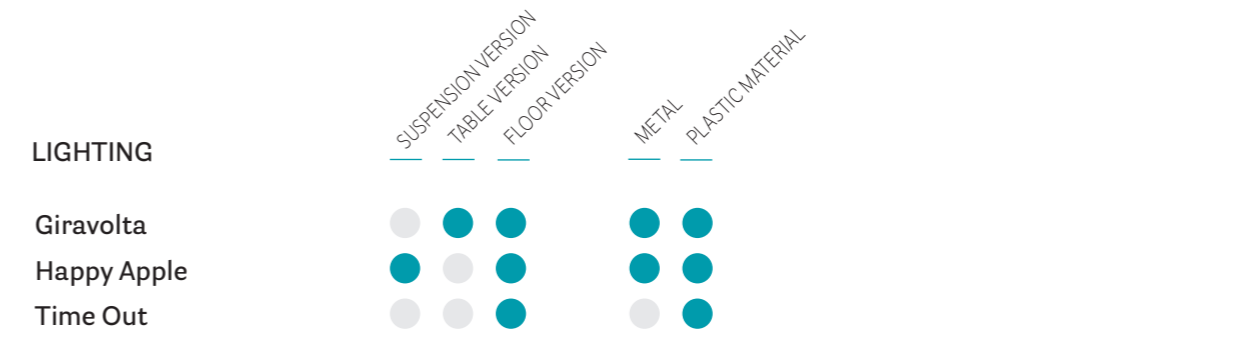 SUSPENSION VERSION
TABLE VERSION
FLOOR VERSION
METAL
PLASTIC MATERIAL
LIGHTING
Giravolta
Happy Apple
Time Out